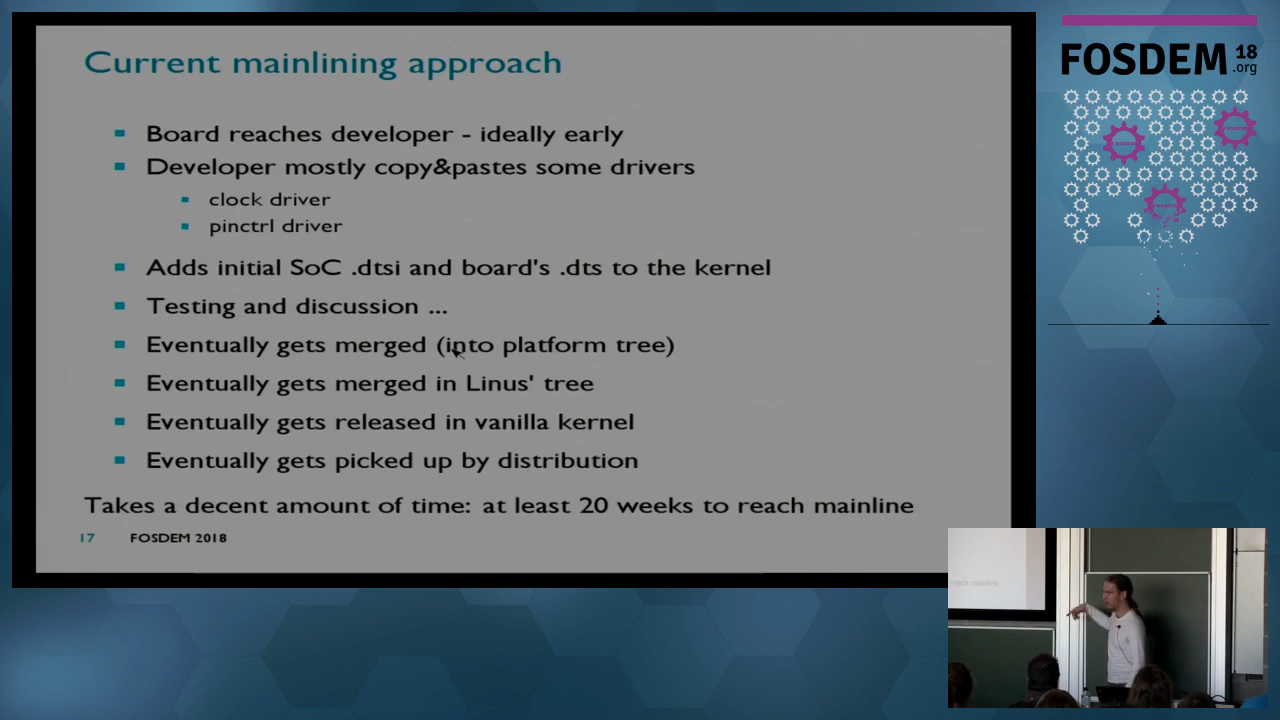 Current mainlining approach
Board reaches developer - ideally early
Developer mostly copy&pastes some drivers
clock driver
pinctrl driver
Adds initial SoC .dtsi and board's .dts to the kernel
Testing and discussion ...
Eventually gets merged (into platform tree)
Eventually gets merged in Linus' tree
Eventually gets released in vanilla kernel
Eventually gets picked up by distribution
Takes a decent amount of time: at least 20 weeks to reach mainline
17 FOSDEM 2018
FOSDEM 18
.org